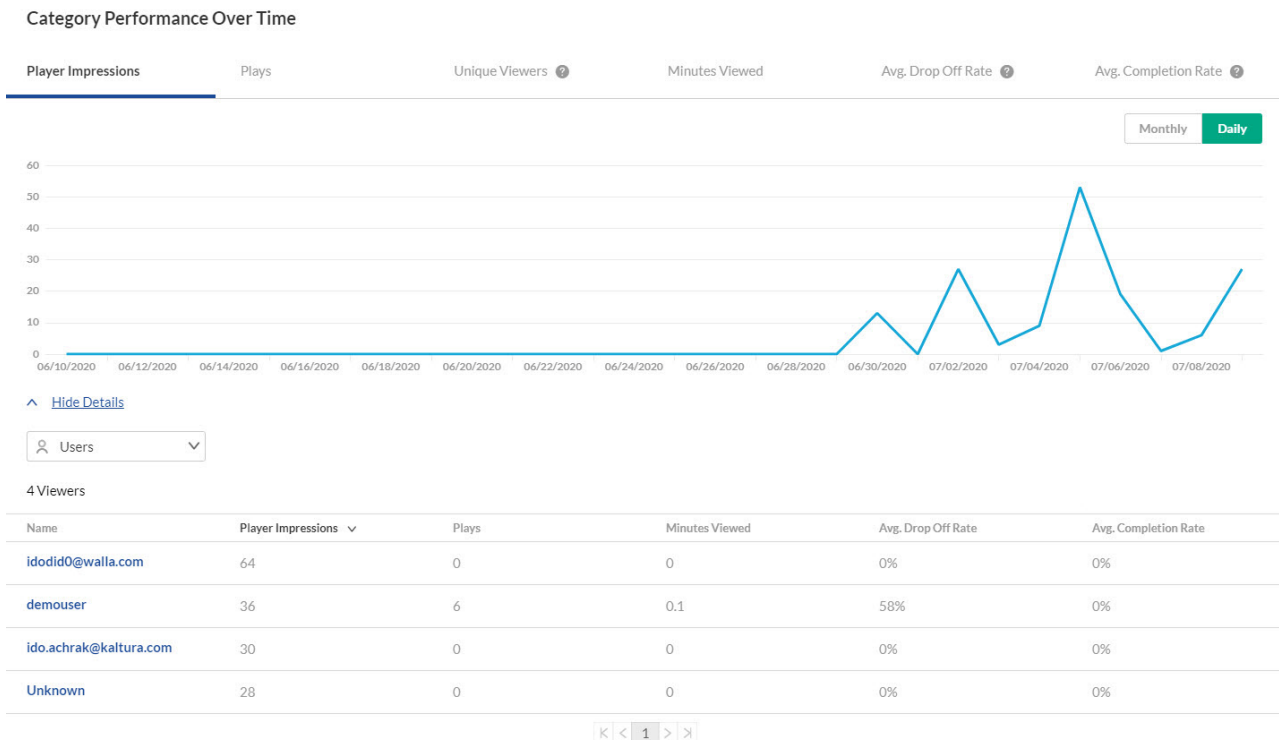 Category Performance Over Time
Player Impressions Plays Unique Viewers ? Minutes Viewed Avg. Drop Off Rate ? Avg. Completion Rate ?
Monthly Daily
60
50
40
30
20
10
0
06/10/2020 06/12/2020 06/14/2020 06/16/2020 06/18/2020 06/20/2020 06/22/2020 06/24/2020 06/26/2020 06/28/2020 06/30/2020 07/02/2020 07/04/2020 07/06/2020 07/08/2020
Hide Details
Users
4 Viewers
Name Player Impressions Plays Minutes Viewed Avg. Drop Off Rate Avg. Completion Rate
idodid0@walla.com 64 0 0 0% 0%
demouser 36 6 0.1 58% 0%
ido.achrak@kaltura.com 30 0 0 0% 0%
Unknown 28 0 0 0% 0%
1